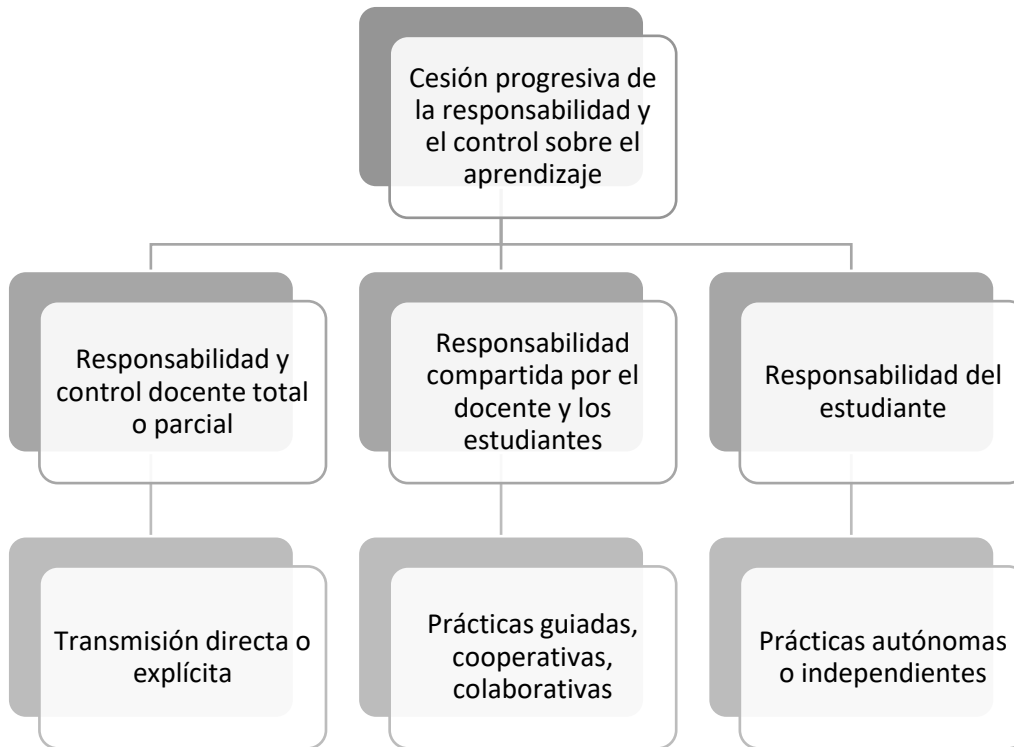 Cesión progresiva de
la responsabilidad y
el control sobre el
aprendizaje
Responsabilidad y
control docente total
o parcial
Responsabilidad
compartida por el
docente y los
estudiantes
Responsabilidad del
estudiante
Transmisión directa o
explícita
Prácticas guiadas,
cooperativas,
colaborativas
Prácticas autónomas
o independientes